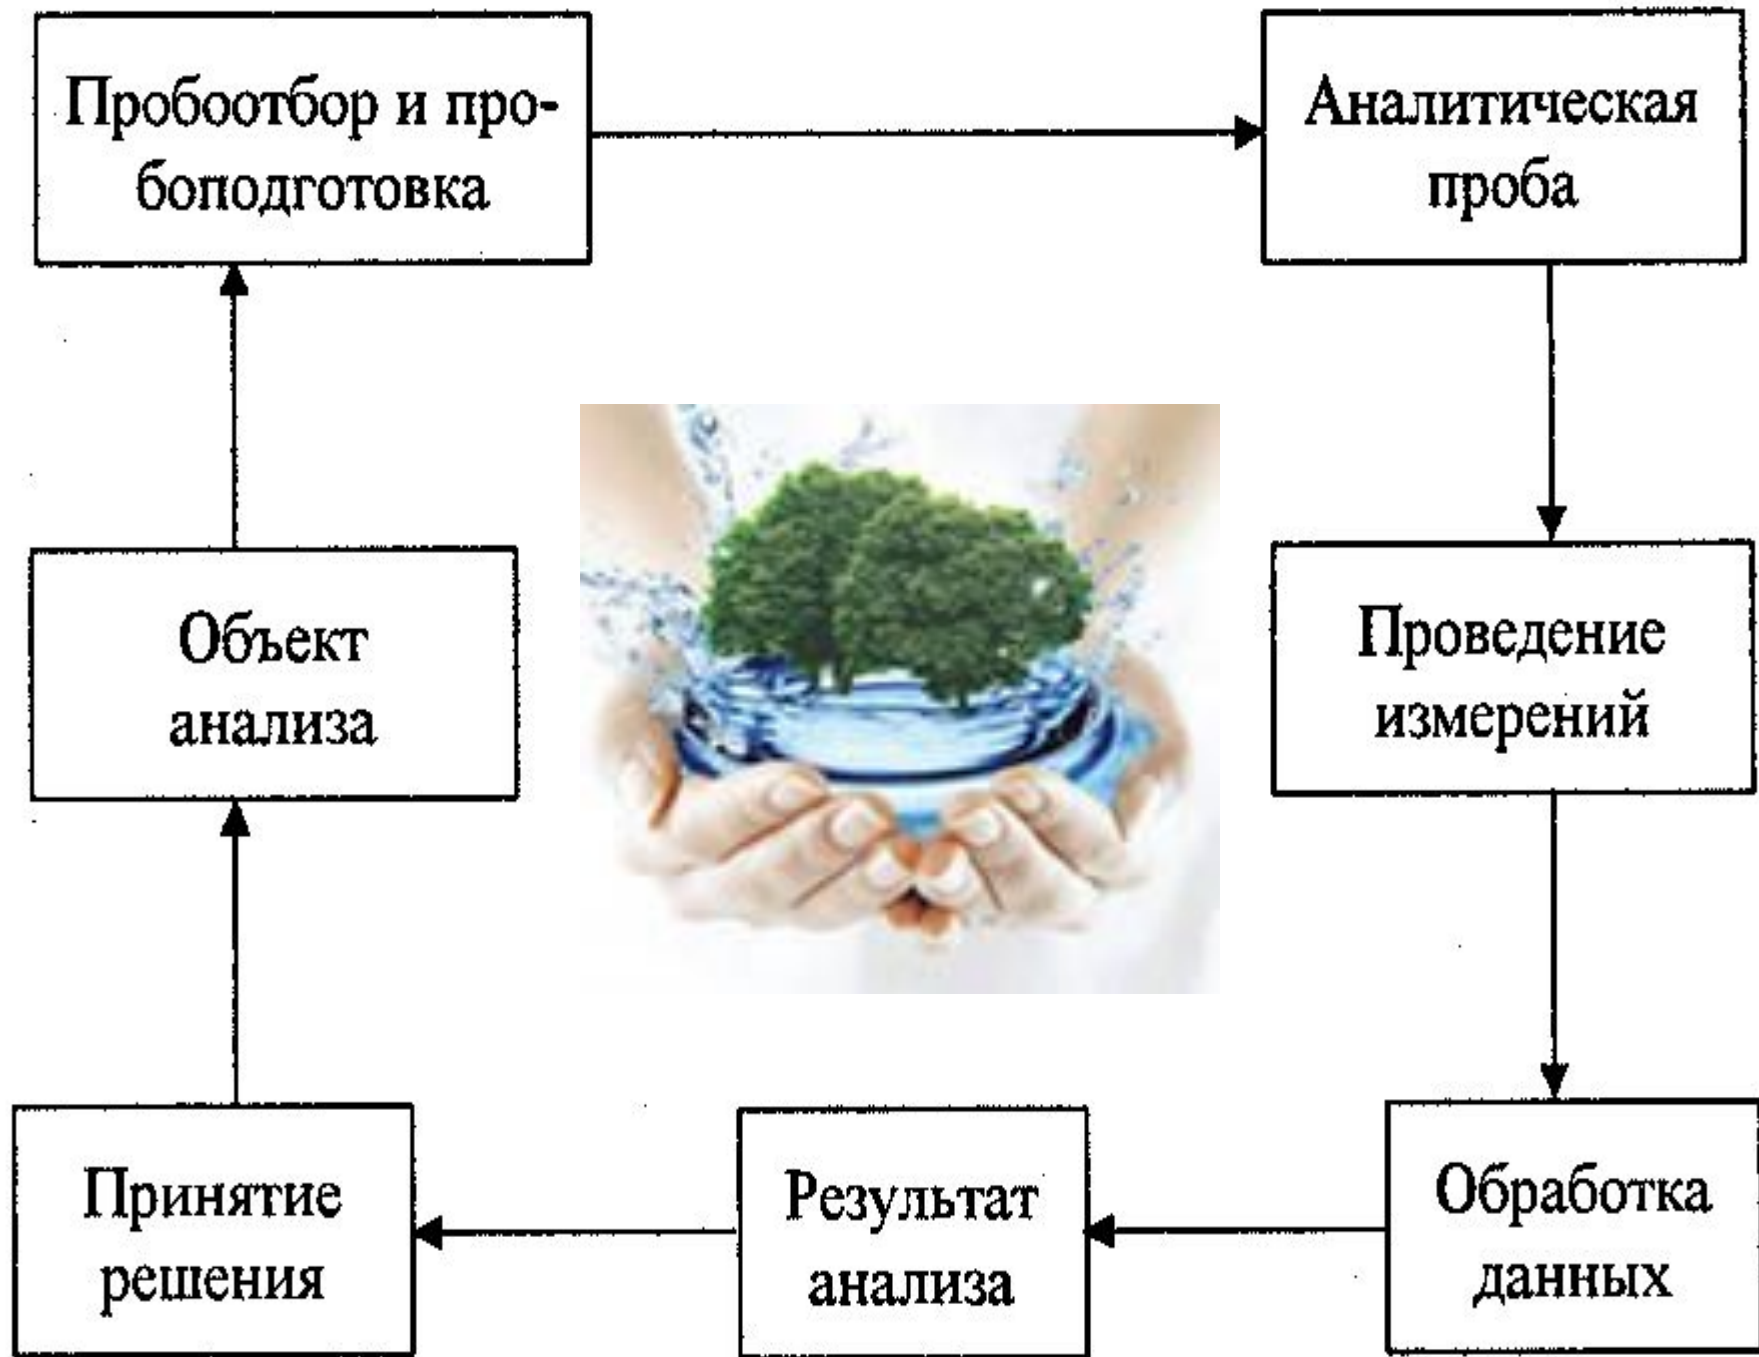 Пробоотбор и про-
боподготовка
Аналитическая
проба
Объект
анализа
Проведение
измерений
Принятие
решения
Результат
анализа
Обработка
данных